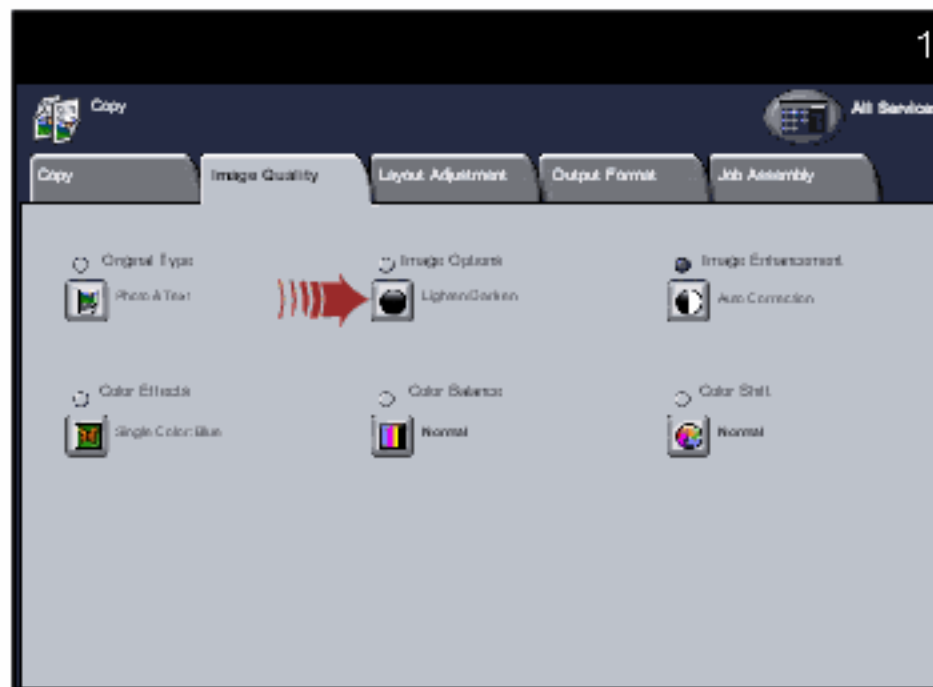 1
Copy
All Service
Copy
Image Quality
Layout Adjustment
Output Format
Job Assembly
Original Type
Image Options
Image Enhancement
Photo & Text
Lighten/Darken
Auto Correction
Color Effects
Color Balance
Color Shift
Single Color: Blue
Normal
Normal